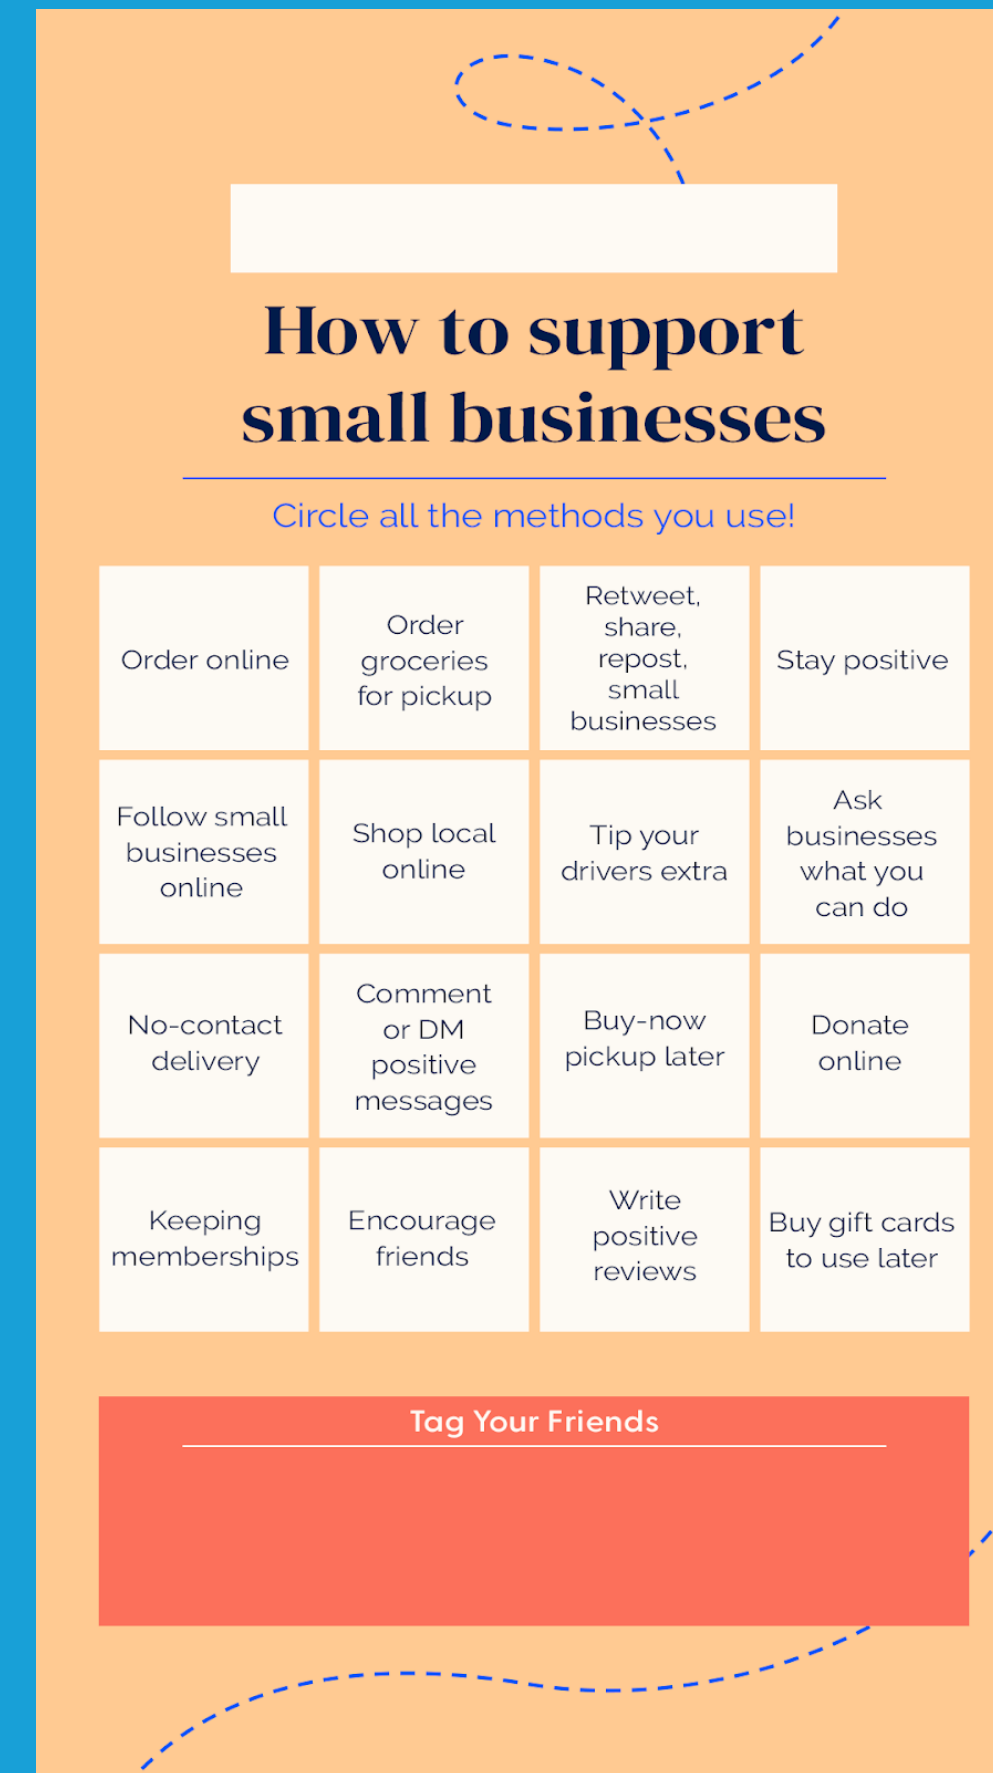 How to support
small businesses
Circle all the methods you use!
Order online
Order
groceries
for pickup
Retweet,
share,
repost,
small
businesses
Stay positive
Follow small
businesses
online
Shop local
online
Tip your
drivers extra
Ask
businesses
what you
can do
No-contact
delivery
Comment
or DM
positive
messages
Buy-now
pickup later
Donate
online
Keeping
memberships
Encourage
friends
Write
positive
reviews
Buy gift cards
to use later
Tag Your Friends